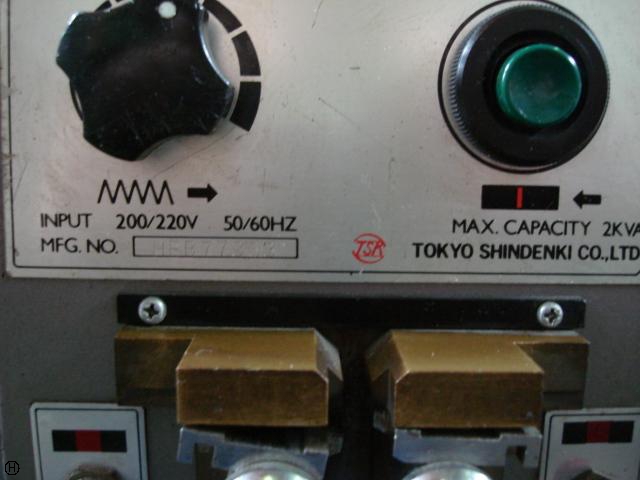 INPUT 200/220V 50/60HZ
MFG. NO.
MAX. CAPACITY 2KVA
TSR TOKYO SHINDENKI CO.,LTD
H